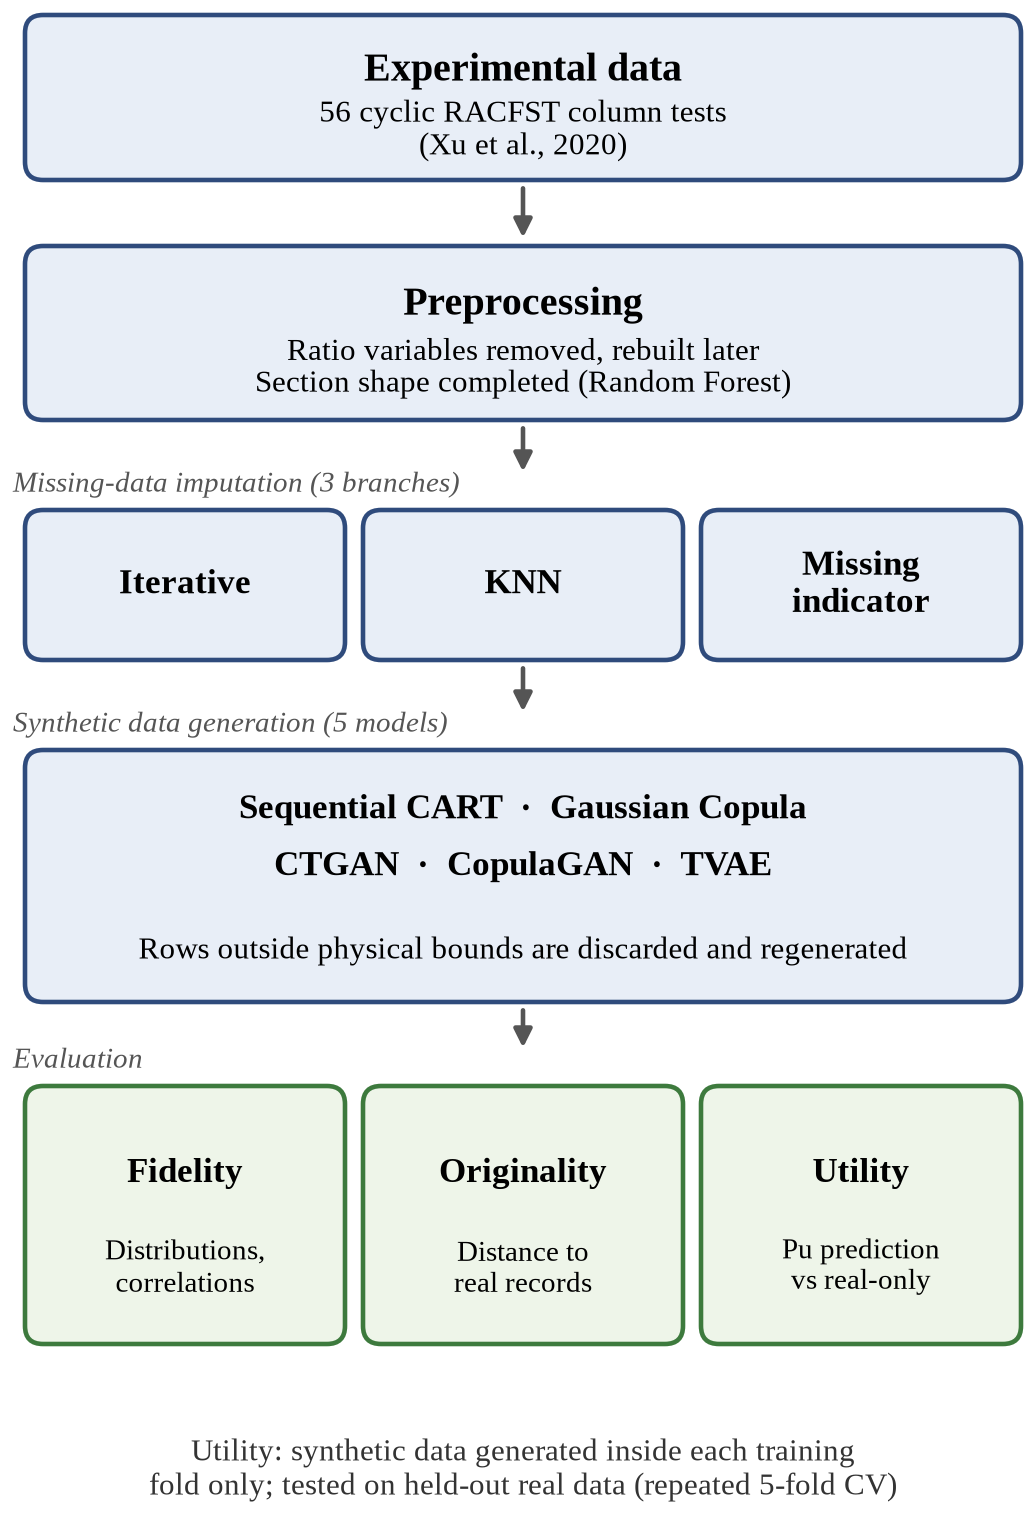 Experimental data
56 cyclic RACFST column tests
(Xu et al., 2020)
Preprocessing
Ratio variables removed, rebuilt later
Section shape completed (Random Forest)
Missing-data imputation (3 branches)
Iterative
KNN
Missing
indicator
Synthetic data generation (5 models)
Sequential CART · Gaussian Copula
CTGAN · CopulaGAN · TVAE
Rows outside physical bounds are discarded and regenerated
Evaluation
Fidelity
Distributions,
correlations
Originality
Distance to
real records
Utility
Pu prediction
vs real-only
Utility: synthetic data generated inside each training
fold only; tested on held-out real data (repeated 5-fold CV)